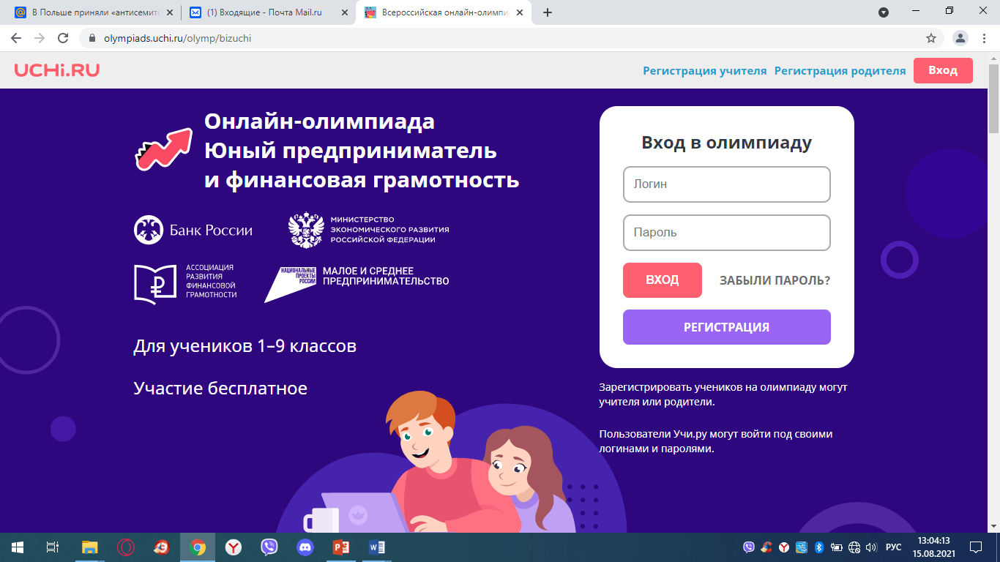 В Польше приняли «антисемитс
(1) Входящие - Почта Mail.ru
Всероссийская онлайн-олимпиа
olympiads.uchi.ru/olymp/bizuchi
UCHi.RU
Регистрация учителя
Регистрация родителя
Вход
Онлайн-олимпиада
Юный предприниматель
и финансовая грамотность
Банк России
МИНИСТЕРСТВО
ЭКОНОМИЧЕСКОГО РАЗВИТИЯ
РОССИЙСКОЙ ФЕДЕРАЦИИ
АССОЦИАЦИЯ
РАЗВИТИЯ
ФИНАНСОВОЙ
ГРАМОТНОСТИ
НАЦИОНАЛЬНЫЕ
ПРОЕКТЫ
РОССИИ
МАЛОЕ И СРЕДНЕЕ
ПРЕДПРИНИМАТЕЛЬСТВО
Для учеников 1–9 классов
Участие бесплатное
Вход в олимпиаду
Логин
Пароль
ВХОД
ЗАБЫЛИ ПАРОЛЬ?
РЕГИСТРАЦИЯ
Зарегистрировать учеников на олимпиаду могут
учителя или родители.
Пользователи Учи.ру могут войти под своими
логинами и паролями.
РУС
13:04:13
15.08.2021